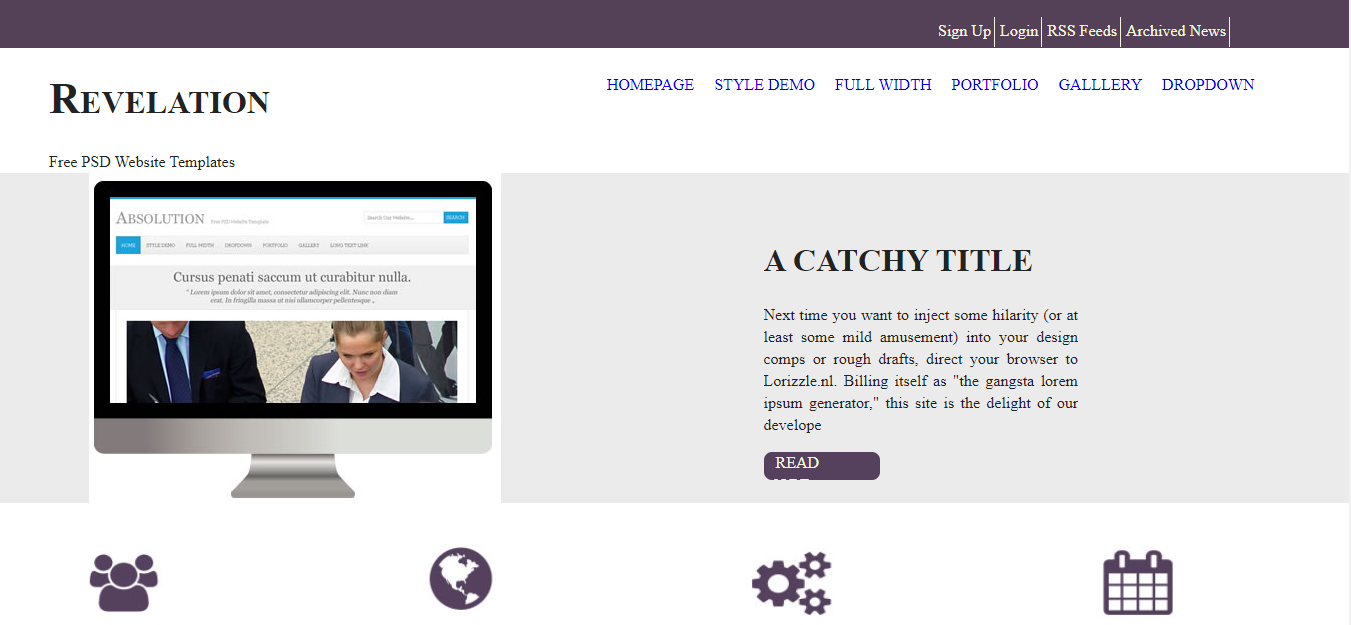 Sign Up Login RSS Feeds Archived News
REVELATION
HOMEPAGE STYLE DEMO FULL WIDTH PORTFOLIO GALLLERY DROPDOWN
Free PSD Website Templates
ABSOLUTION Free PSD Website Template
Search Our Website... SEARCH
HOME STYLE DEMO FULL WIDTH DROPDOWN PORTFOLIO GALLERY LONG TEXT LINK
Cursus penati saccum ut curabitur nulla.
" Lorem ipsum dolor sit amet, consectetur adipiscing elit. Nunc non diam
erat. In fringilla massa ut nisi ullamcorper pellentesque „
A CATCHY TITLE
Next time you want to inject some hilarity (or at
least some mild amusement) into your design
comps or rough drafts, direct your browser to
Lorizzle.nl. Billing itself as "the gangsta lorem
ipsum generator," this site is the delight of our
develope
READ